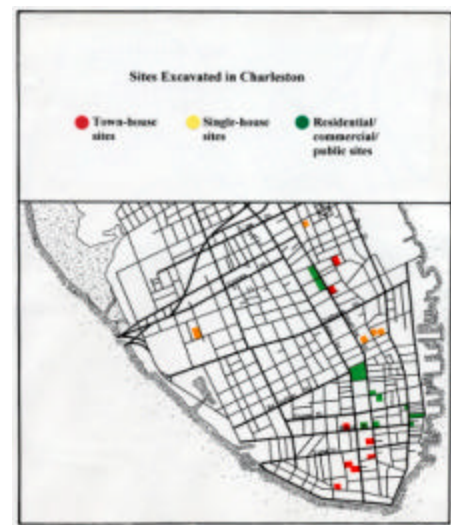 Sites Excavated in Charleston
Town-house
sites
Single-house
sites
Residential/
commercial/
public sites